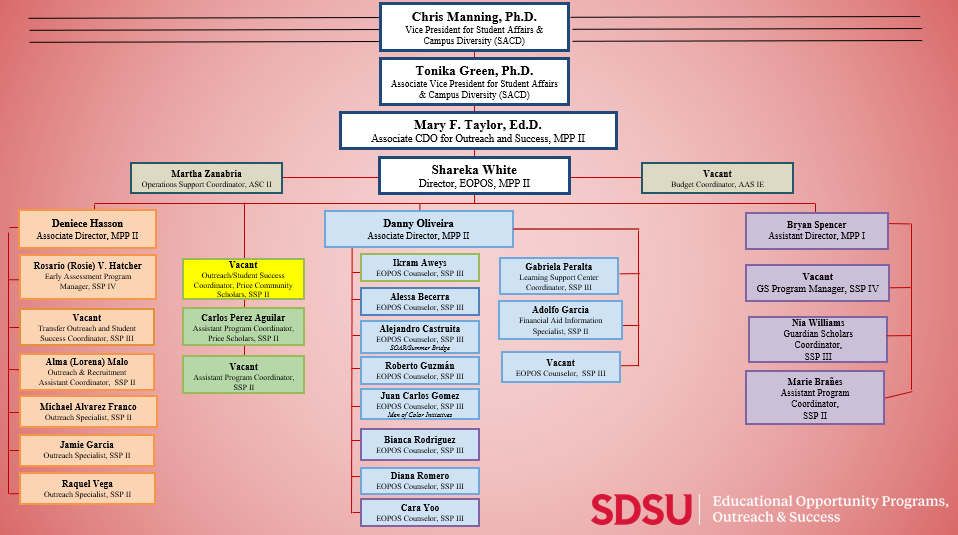 Chris Manning, Ph.D.
Vice President for Student Affairs &
Campus Diversity (SACD)
Tonika Green, Ph.D.
Associate Vice President for Student Affairs
& Campus Diversity (SACD)
Mary F. Taylor, Ed.D.
Associate CDO for Outreach and Success, MPP II
Martha Zanabria
Operations Support Coordinator, ASC II
Shareka White
Director, EOPOS, MPP II
Vacant
Budget Coordinator, AAS IE
Deniece Hasson
Associate Director, MPP II
Rosario (Rosie) V. Hatcher
Early Assessment Program
Manager, SSP IV
Vacant
Transfer Outreach and Student
Success Coordinator, SSP III
Alma (Lorena) Malo
Outreach & Recruitment
Assistant Coordinator,  SSP II
Michael Alvarez Franco
Outreach Specialist, SSP II
Jamie Garcia
Outreach Specialist, SSP II
Raquel Vega
Outreach Specialist, SSP II
Vacant
Outreach/Student Success
Coordinator, Price Community
Scholars, SSP II
Carlos Perez Aguilar
Assistant Program Coordinator,
Price Scholars, SSP II
Vacant
Assistant Program Coordinator,
SSP II
Danny Oliveira
Associate Director, MPP II
Ikram Aweys
EOPOS Counselor, SSP III
Alessa Becerra
EOPOS Counselor, SSP III
Alejandro Castruita
EOPOS Counselor, SSP III
SOAR/Summer Bridge
Roberto Guzmán
EOPOS Counselor, SSP III
Juan Carlos Gomez
EOPOS Counselor, SSP III
Men of Color Initiatives
Bianca Rodriguez
EOPOS Counselor, SSP III
Diana Romero
EOPOS Counselor, SSP III
Cara Yoo
EOPOS Counselor, SSP III
Gabriela Peralta
Learning Support Center
Coordinator, SSP III
Adolfo Garcia
Financial Aid Information
Specialist, SSP II
Vacant
EOPOS Counselor,  SSP III
Bryan Spencer
Assistant Director, MPP I
Vacant
GS Program Manager, SSP IV
Nia Williams
Guardian Scholars
Coordinator,
SSP III
Marie Brañes
Assistant Program
Coordinator,
SSP II
SDSU
Educational Opportunity Programs,
Outreach & Success